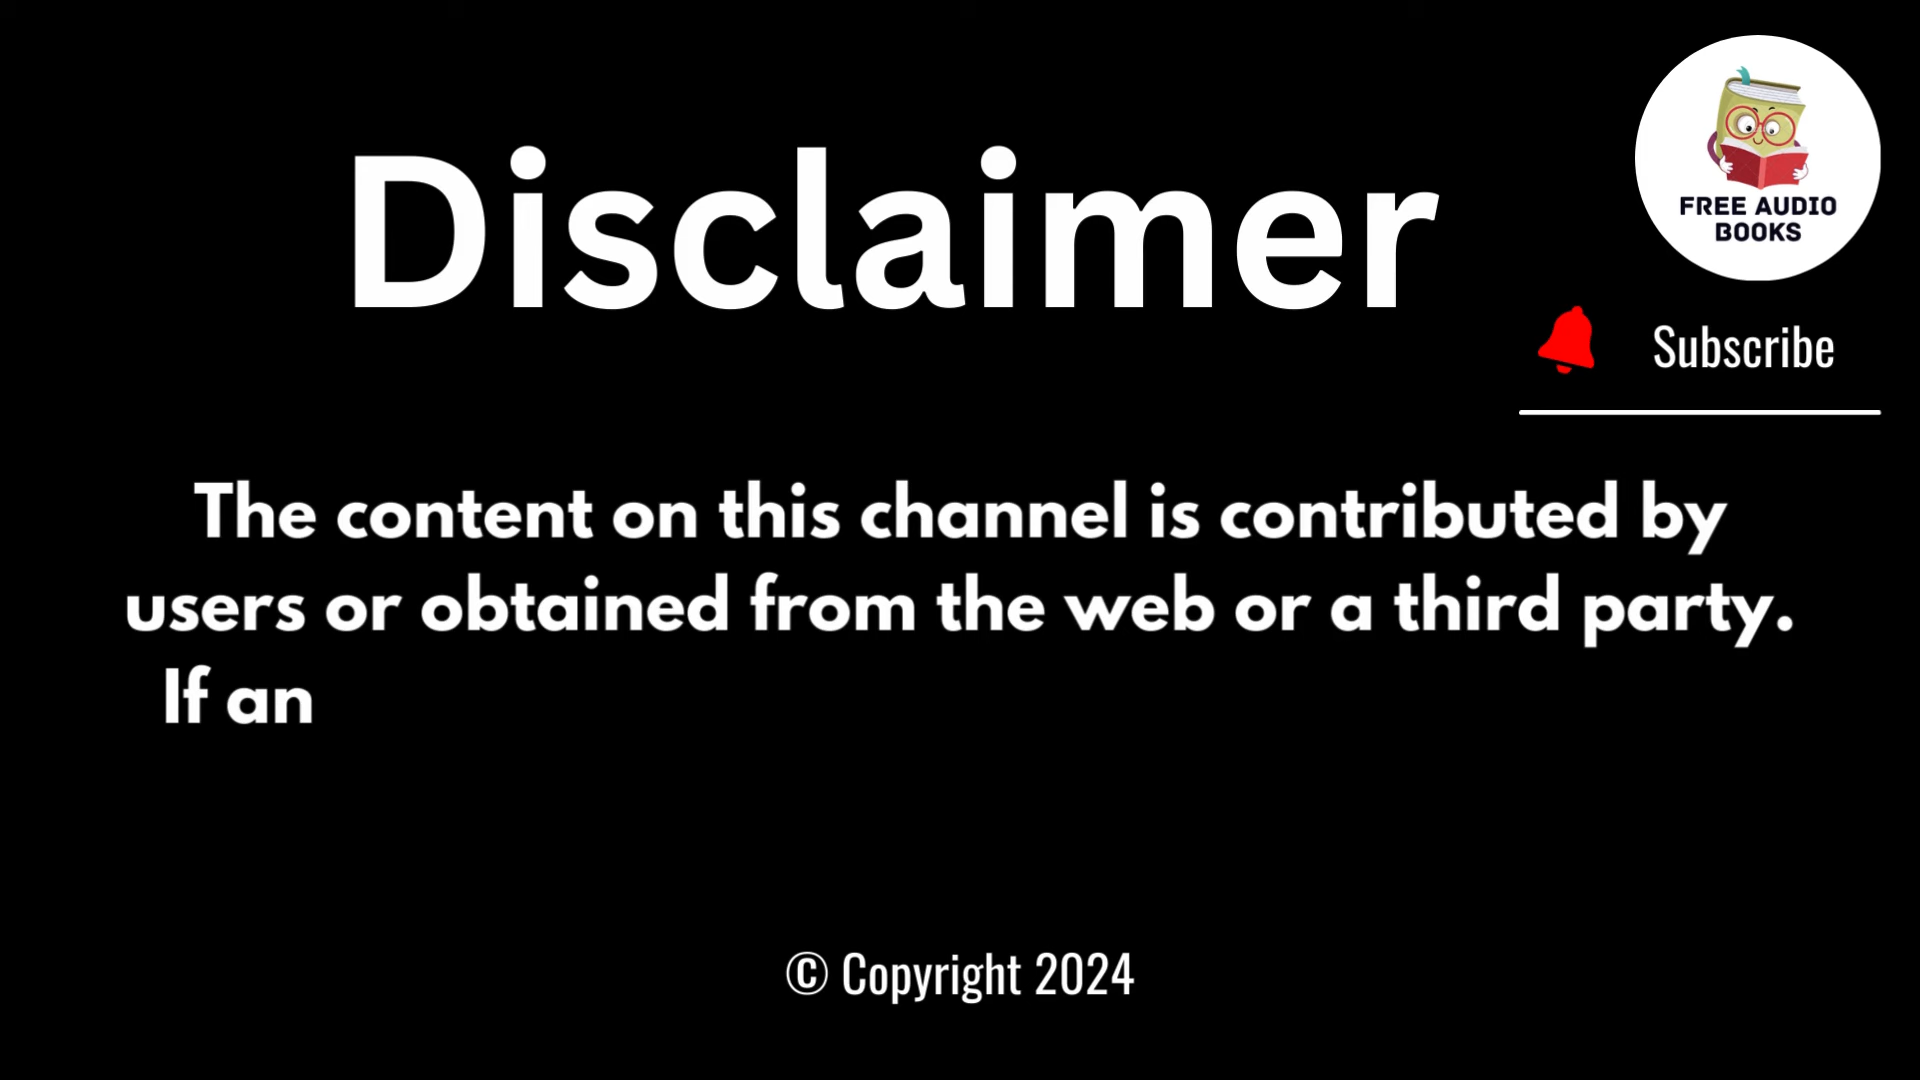 Disclaimer
FREE AUDIO
BOOKS
Subscribe
The content on this channel is contributed by
users or obtained from the web or a third party.
If an
© Copyright 2024